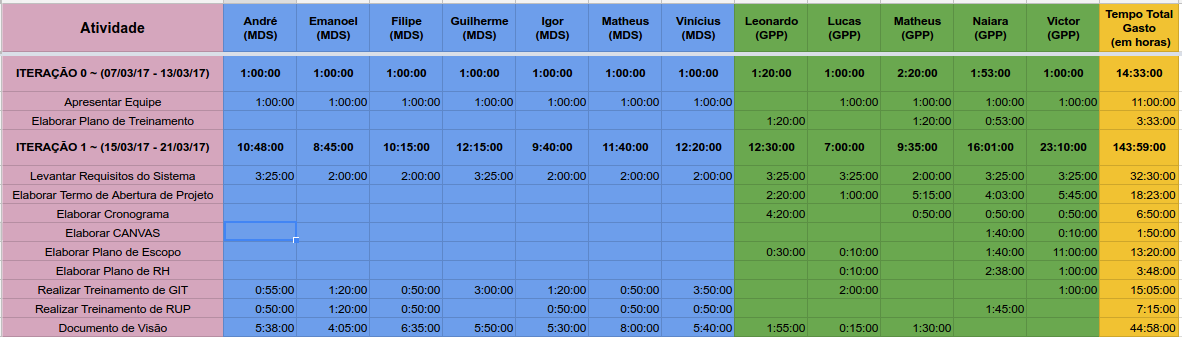 Atividade André (MDS) Emanoel (MDS) Filipe (MDS) Guilherme (MDS) Igor (MDS) Matheus (MDS) Vinícius (MDS) Leonardo (GPP) Lucas (GPP) Matheus (GPP) Naiara (GPP) Victor (GPP) Tempo Total Gasto (em horas)
ITERAÇÃO 0 ~ (07/03/17 - 13/03/17) 1:00:00 1:00:00 1:00:00 1:00:00 1:00:00 1:00:00 1:00:00 1:20:00 1:00:00 2:20:00 1:53:00 1:00:00 14:33:00
Apresentar Equipe 1:00:00 1:00:00 1:00:00 1:00:00 1:00:00 1:00:00 1:00:00 1:00:00 1:00:00 1:00:00 1:00:00 11:00:00
Elaborar Plano de Treinamento 1:20:00 1:20:00 0:53:00 3:33:00
ITERAÇÃO 1 ~ (15/03/17 - 21/03/17) 10:48:00 8:45:00 10:15:00 12:15:00 9:40:00 11:40:00 12:20:00 12:30:00 7:00:00 9:35:00 16:01:00 23:10:00 143:59:00
Levantar Requisitos do Sistema 3:25:00 2:00:00 2:00:00 3:25:00 2:00:00 2:00:00 2:00:00 3:25:00 3:25:00 2:00:00 3:25:00 3:25:00 32:30:00
Elaborar Termo de Abertura de Projeto 2:20:00 1:00:00 5:15:00 4:03:00 5:45:00 18:23:00
Elaborar Cronograma 4:20:00 0:50:00 0:50:00 0:50:00 6:50:00
Elaborar CANVAS 1:40:00 0:10:00 1:50:00
Elaborar Plano de Escopo 0:30:00 0:10:00 1:40:00 11:00:00 13:20:00
Elaborar Plano de RH 0:10:00 2:38:00 1:00:00 3:48:00
Realizar Treinamento de GIT 0:55:00 1:20:00 0:50:00 3:00:00 1:20:00 0:50:00 3:50:00 2:00:00 1:00:00 15:05:00
Realizar Treinamento de RUP 0:50:00 1:20:00 0:50:00 0:50:00 0:50:00 0:50:00 1:45:00 7:15:00
Documento de Visão 5:38:00 4:05:00 6:35:00 5:50:00 5:30:00 8:00:00 5:40:00 1:55:00 0:15:00 1:30:00 44:58:00